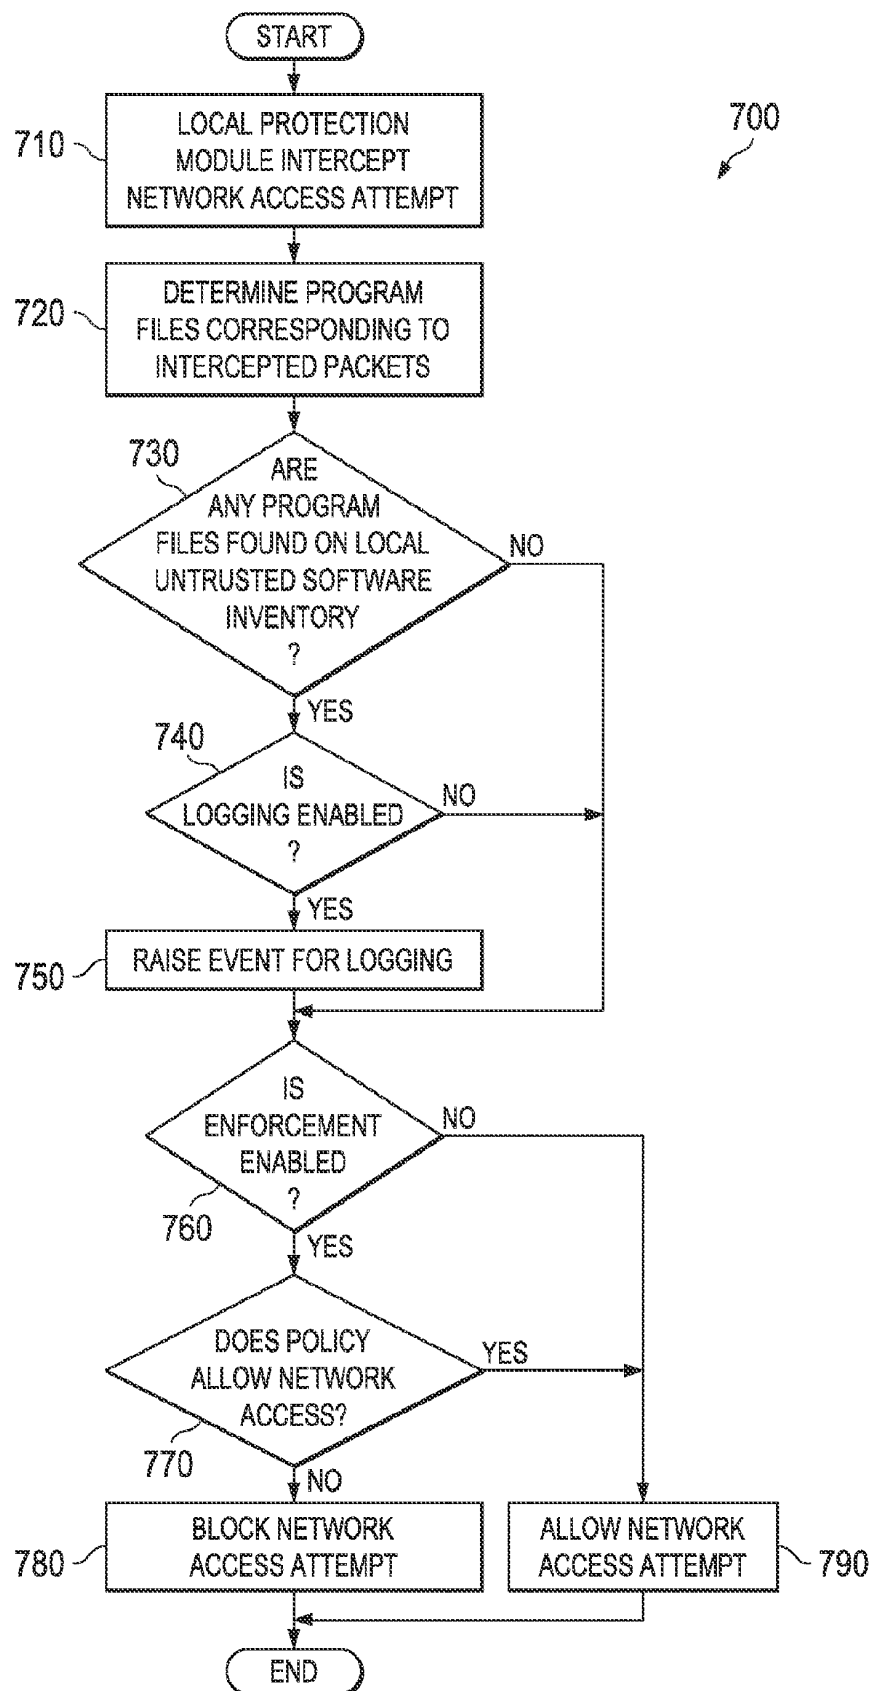 START
700
710
LOCAL PROTECTION
MODULE INTERCEPT
NETWORK ACCESS ATTEMPT
720
DETERMINE PROGRAM
FILES CORRESPONDING TO
INTERCEPTED PACKETS
730
ARE
ANY PROGRAM
FILES FOUND ON LOCAL
UNTRUSTED SOFTWARE
INVENTORY
?
NO
YES
740
IS
LOGGING ENABLED
?
NO
YES
750
RAISE EVENT FOR LOGGING
IS
ENFORCEMENT
ENABLED
?
NO
760
YES
DOES POLICY
ALLOW NETWORK
ACCESS?
YES
770
NO
780
BLOCK NETWORK
ACCESS ATTEMPT
ALLOW NETWORK
ACCESS ATTEMPT
790
END